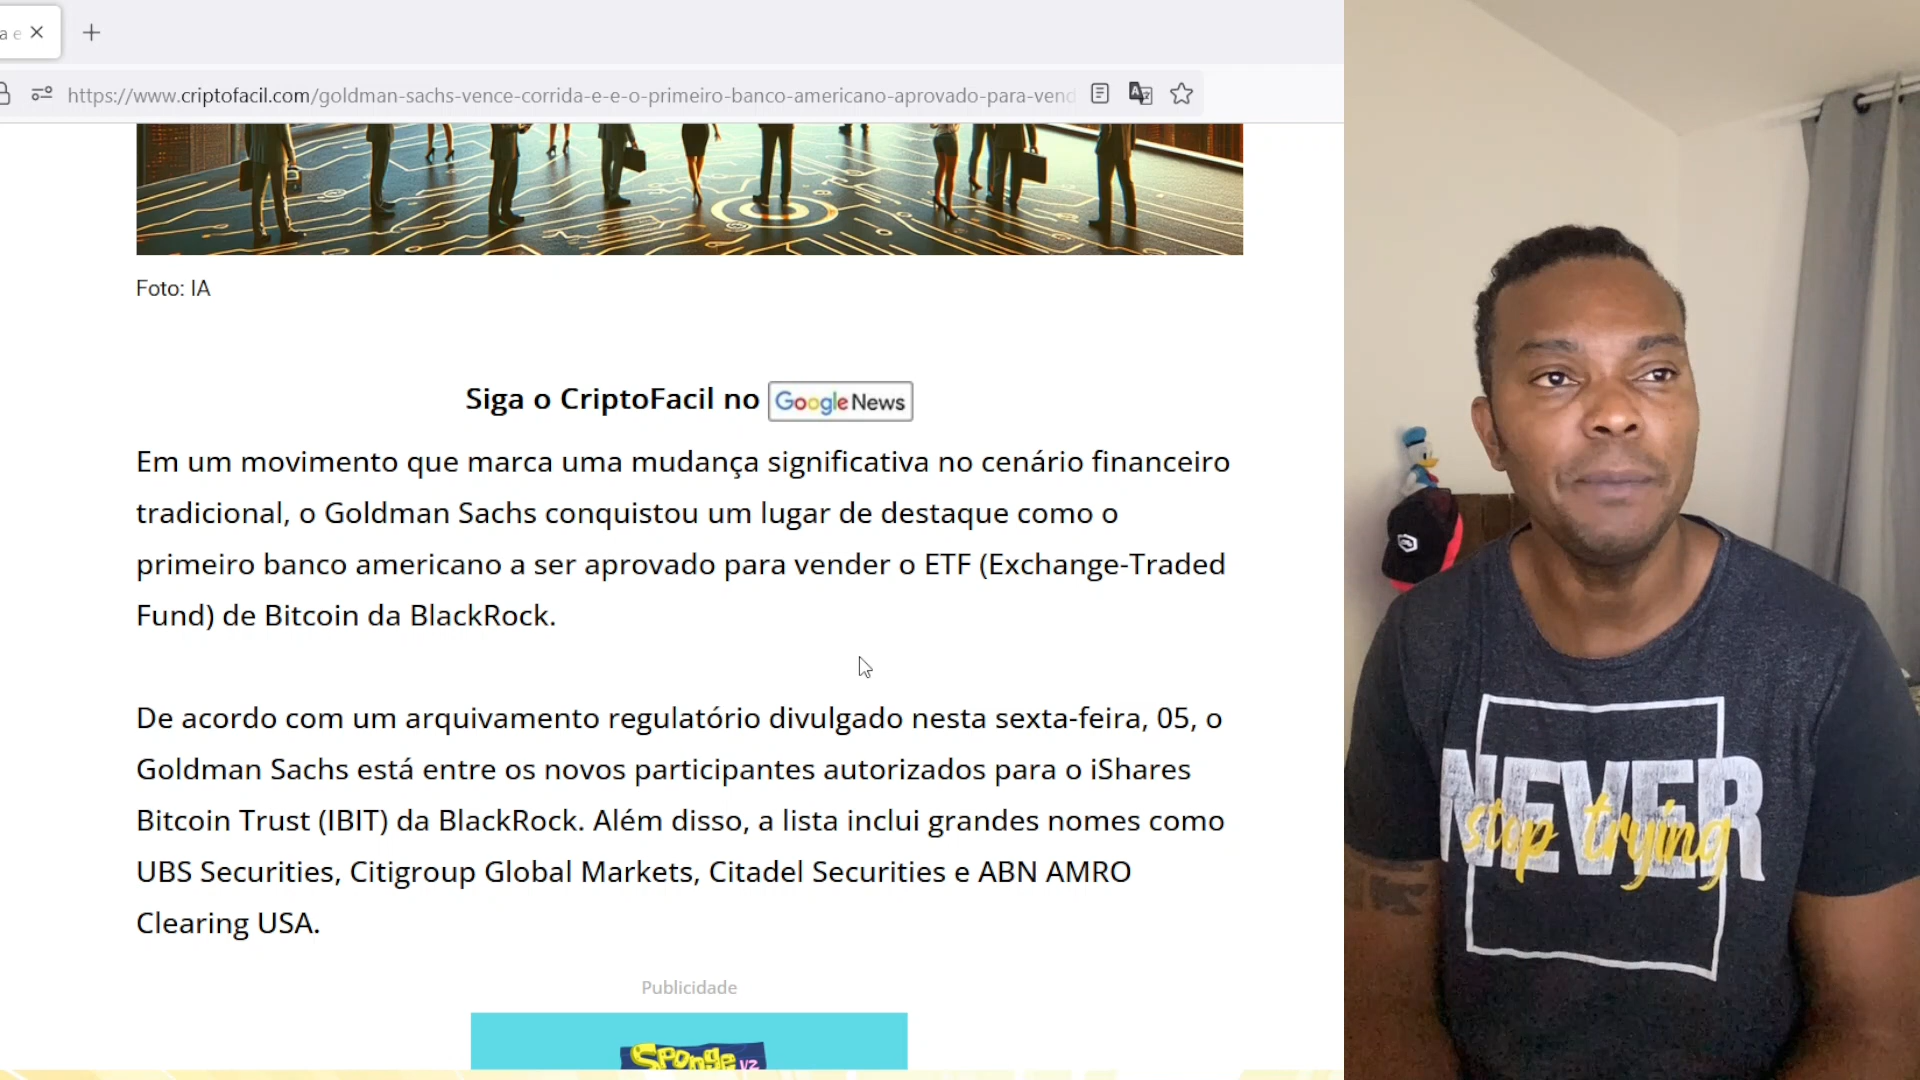 a e
https://www.criptofacil.com/goldman-sachs-vence-corrida-e-e-o-primeiro-banco-americano-aprovado-para-vend
Foto: IA
Siga o CriptoFacil no Google News
Em um movimento que marca uma mudança significativa no cenário financeiro
tradicional, o Goldman Sachs conquistou um lugar de destaque como o
primeiro banco americano a ser aprovado para vender o ETF (Exchange-Traded
Fund) de Bitcoin da BlackRock.
De acordo com um arquivamento regulatório divulgado nesta sexta-feira, 05, o
Goldman Sachs está entre os novos participantes autorizados para o iShares
Bitcoin Trust (IBIT) da BlackRock. Além disso, a lista inclui grandes nomes como
UBS Securities, Citigroup Global Markets, Citadel Securities e ABN AMRO
Clearing USA.
Publicidade
SPONGE V2
NEVER
stop trying